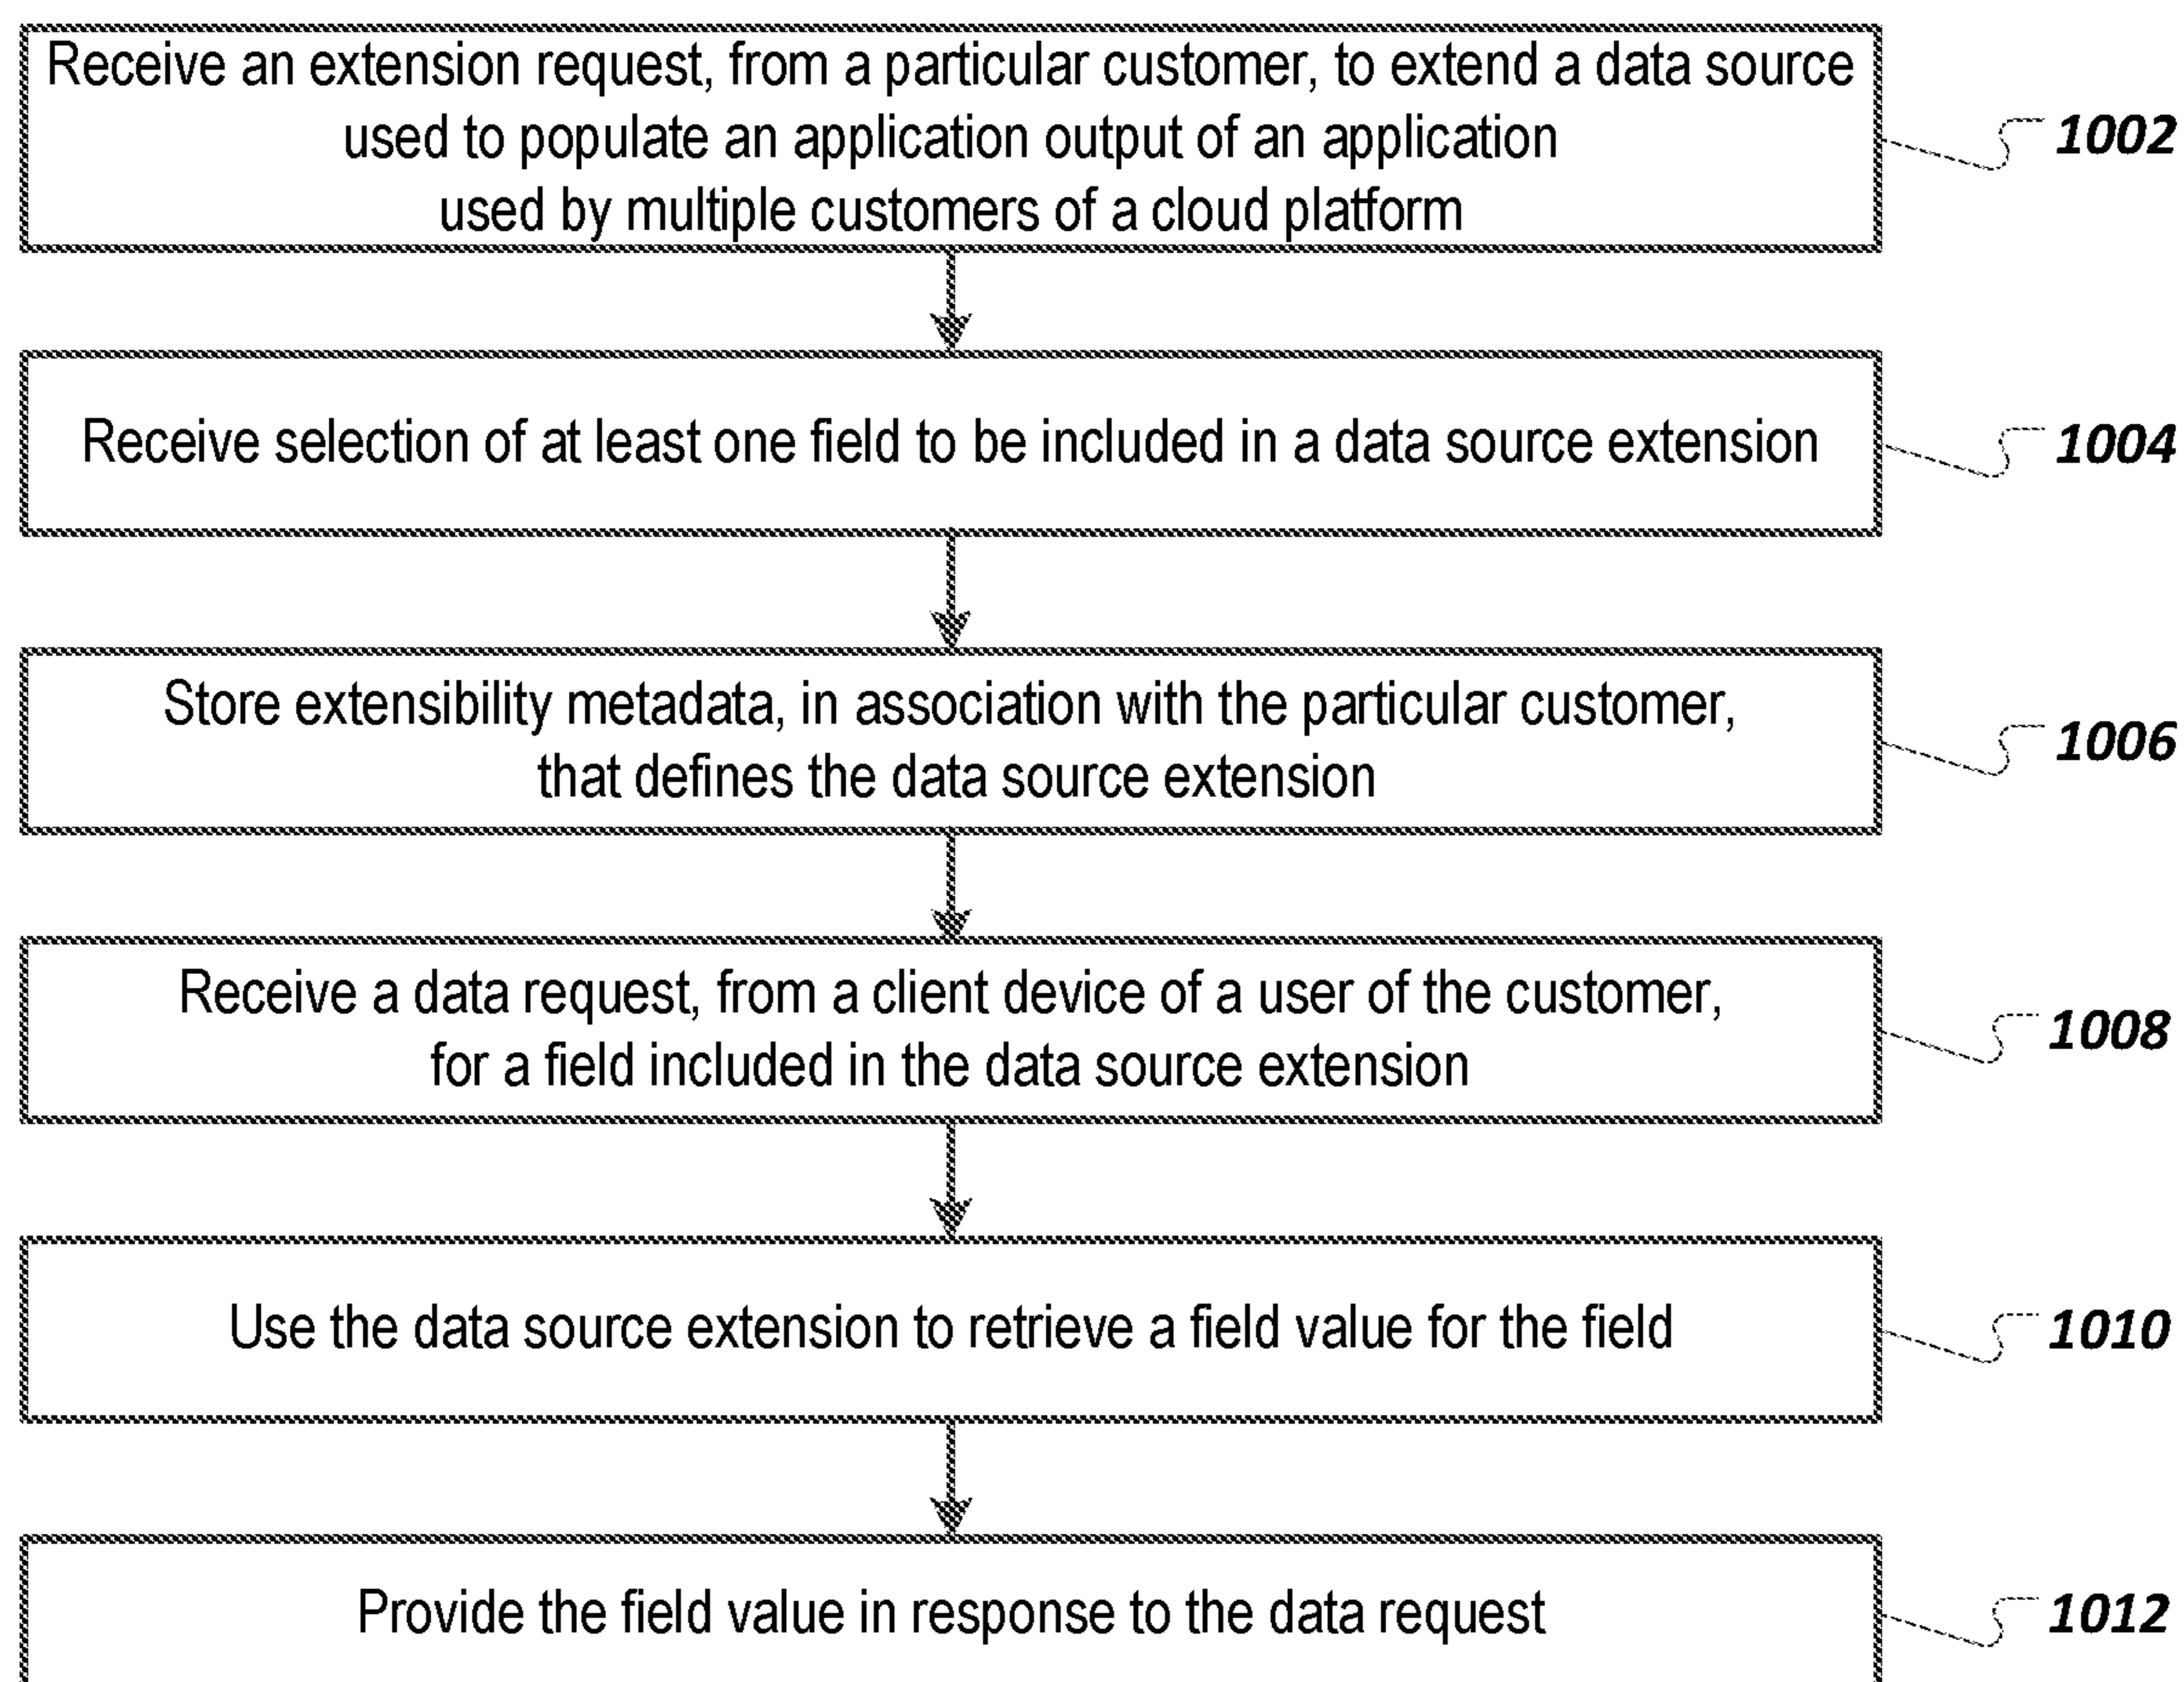 Receive an extension request, from a particular customer, to extend a data source
used to populate an application output of an application
used by multiple customers of a cloud platform
1002
Receive selection of at least one field to be included in a data source extension
1004
Store extensibility metadata, in association with the particular customer,
that defines the data source extension
1006
Receive a data request, from a client device of a user of the customer,
for a field included in the data source extension
1008
Use the data source extension to retrieve a field value for the field
1010
Provide the field value in response to the data request
1012